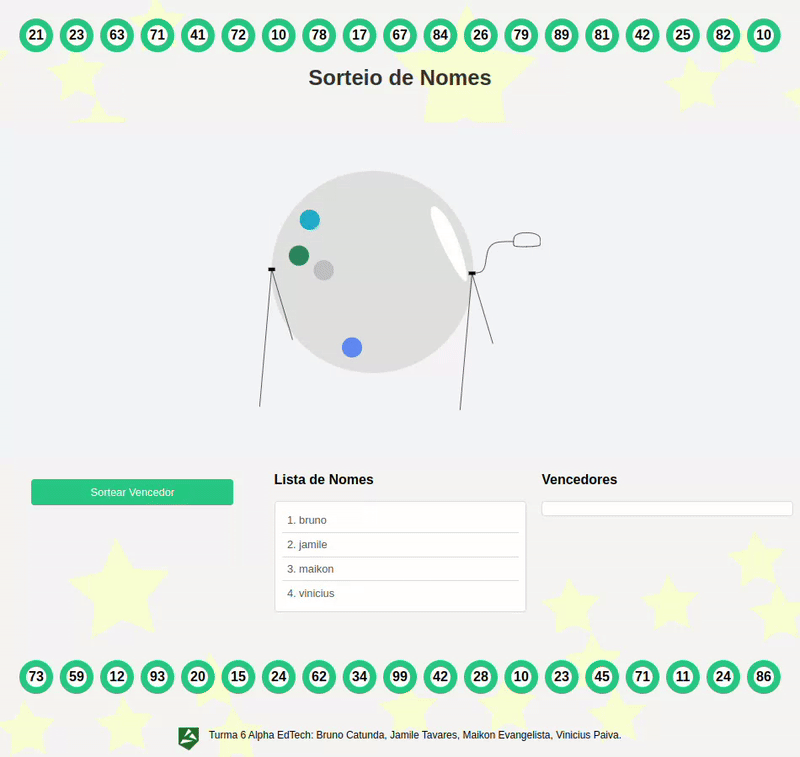 21 23 63 71 41 72 10 78 17 67 84 26 79 89 81 42 25 82 10
Sorteio de Nomes
Sortear Vencedor
Lista de Nomes
1. bruno
2. jamile
3. maikon
4. vinicius
Vencedores
73 59 12 93 20 15 24 62 34 99 42 28 10 23 45 71 11 24 86
Turma 6 Alpha EdTech: Bruno Catunda, Jamile Tavares, Maikon Evangelista, Vinicius Paiva.